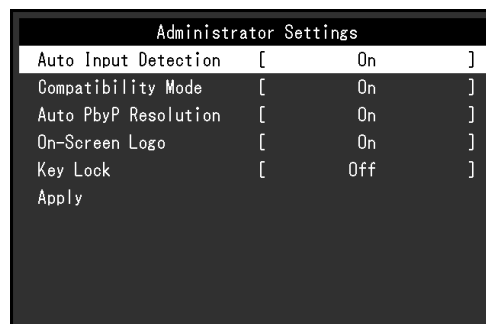 Administrator Settings
Auto Input Detection [ On ]
Compatibility Mode [ On ]
Auto PbyP Resolution [ On ]
On-Screen Logo [ On ]
Key Lock [ Off ]
Apply